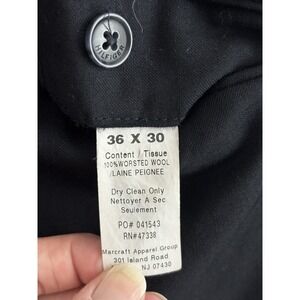 HILFIGER
36 X 30
Content / Tissue
100%WORSTED WOOL
/LAINE PEIGNEE
Dry Clean Only
Nettoyer A Sec
Seulement
PO# 041543
RN#47338
Marcraft Apparel Group
301 Island Road
NJ 07430